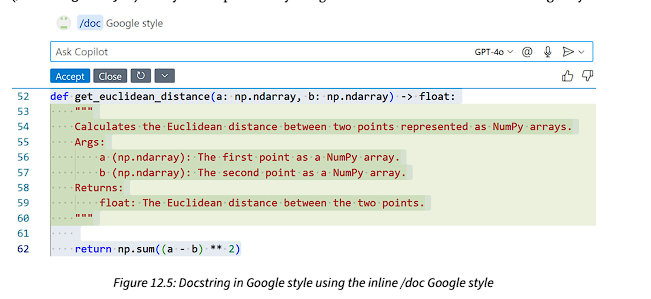 /doc Google style
Ask Copilot
GPT-4o
Accept Close
52 def get_euclidean_distance(a: np.ndarray, b: np.ndarray) -> float:
53 """
54 Calculates the Euclidean distance between two points represented as NumPy arrays.
55 Args:
56 a (np.ndarray): The first point as a NumPy array.
57 b (np.ndarray): The second point as a NumPy array.
58 Returns:
59 float: The Euclidean distance between the two points.
60 """
61
62 return np.sum((a - b) ** 2)
Figure 12.5: Docstring in Google style using the inline /doc Google style